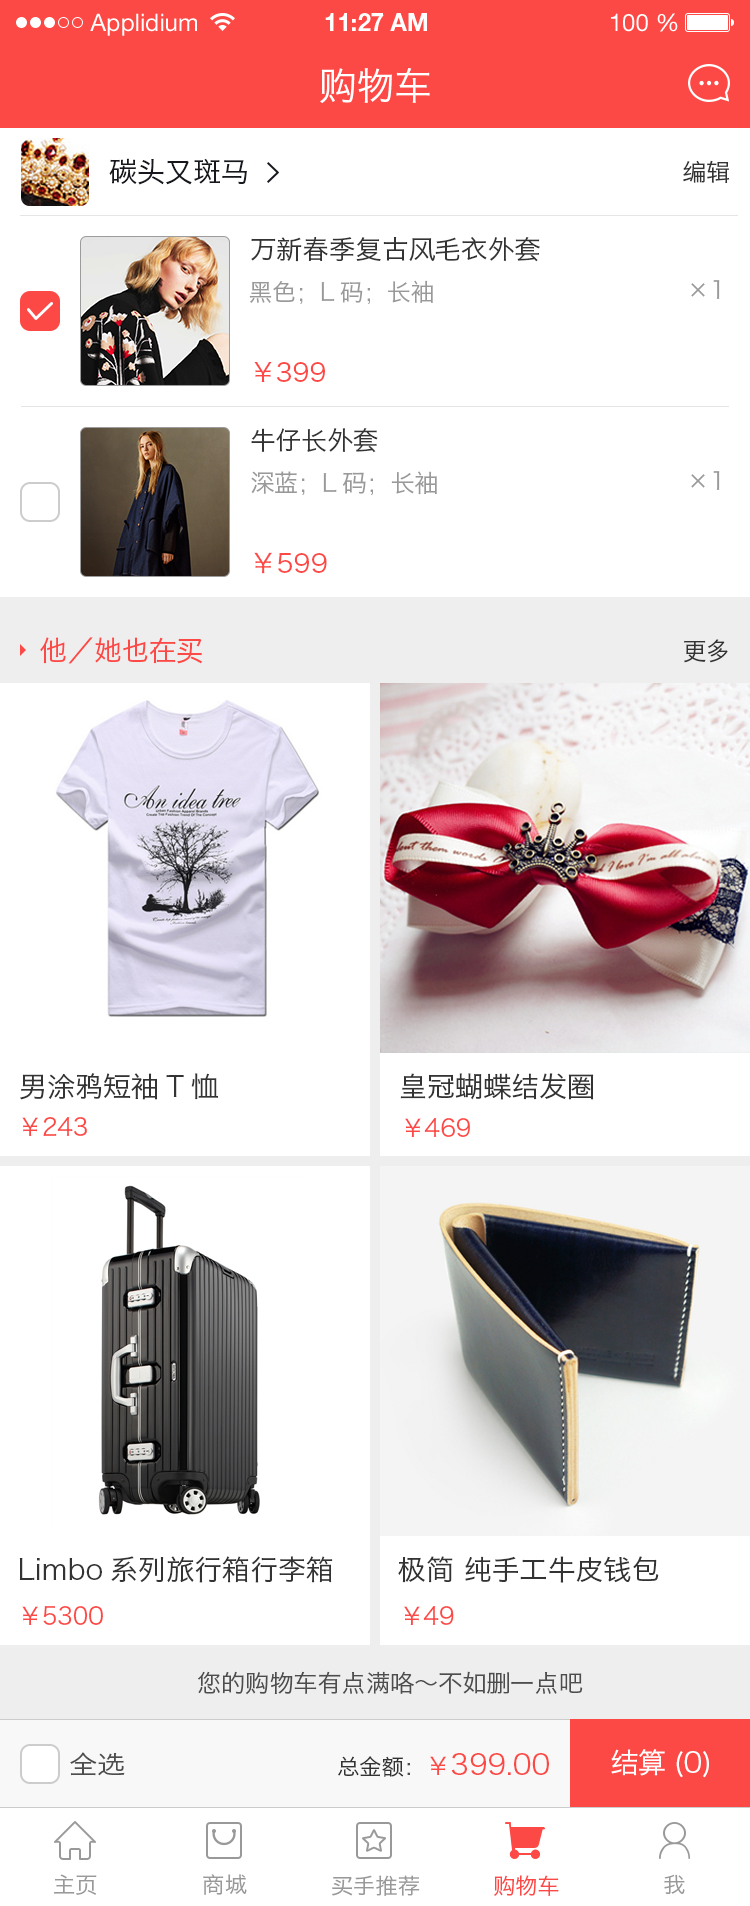 Applidium 11:27 AM 100 %
购物车
碳头又斑马 编辑
万新春季复古风毛衣外套
黑色；L 码；长袖 ×1
￥399
牛仔长外套
深蓝；L 码；长袖 ×1
￥599
他／她也在买 更多
An idea tree
男涂鸦短袖 T 恤
￥243
皇冠蝴蝶结发圈
￥469
Limbo 系列旅行箱行李箱
￥5300
极简 纯手工牛皮钱包
￥49
您的购物车有点满咯～不如删一点吧
全选 总金额：￥399.00 结算 (0)
主页 商城 买手推荐 购物车 我